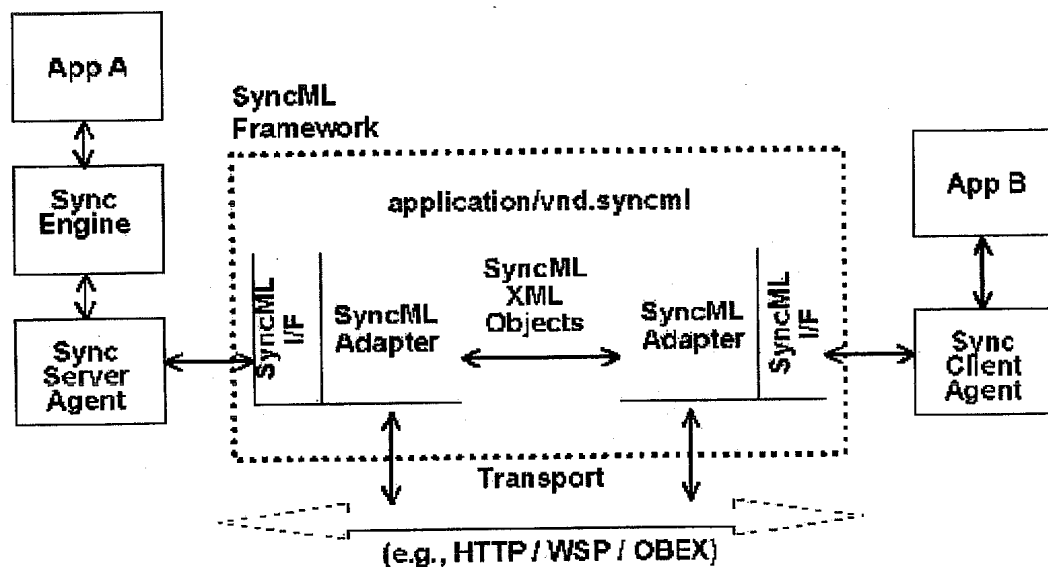 App A
SyncML
Framework
Sync
Engine
application/vnd.syncml
App B
SyncML
I/F
SyncML
Adapter
SyncML
XML
Objects
SyncML
Adapter
SyncML
I/F
Sync
Server
Agent
Sync
Client
Agent
Transport
(e.g., HTTP / WSP / OBEX)